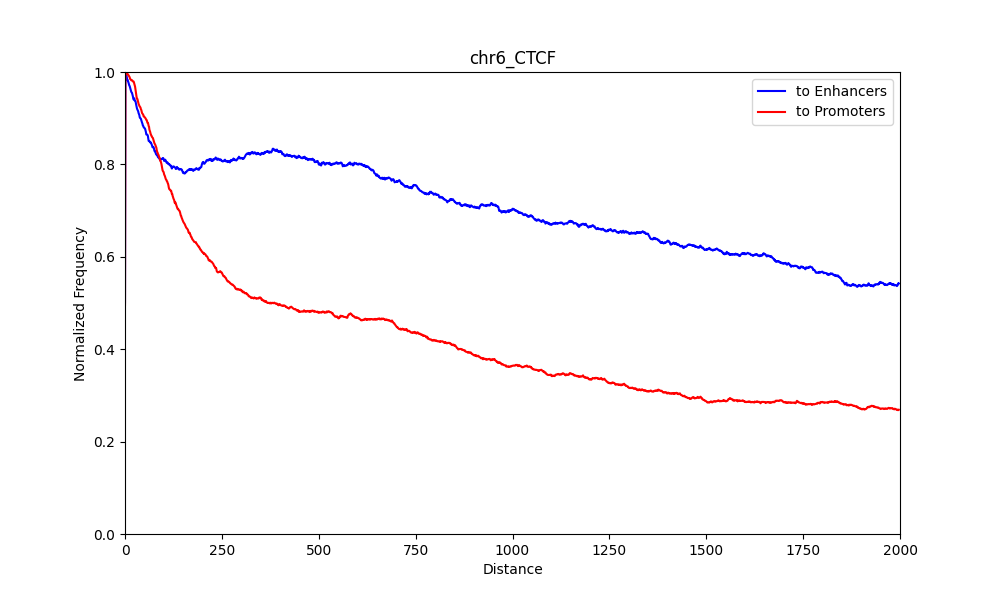 chr6_CTCF
to Enhancers
to Promoters
Normalized Frequency
1.0
0.8
0.6
0.4
0.2
0.0
0 250 500 750 1000 1250 1500 1750 2000
Distance